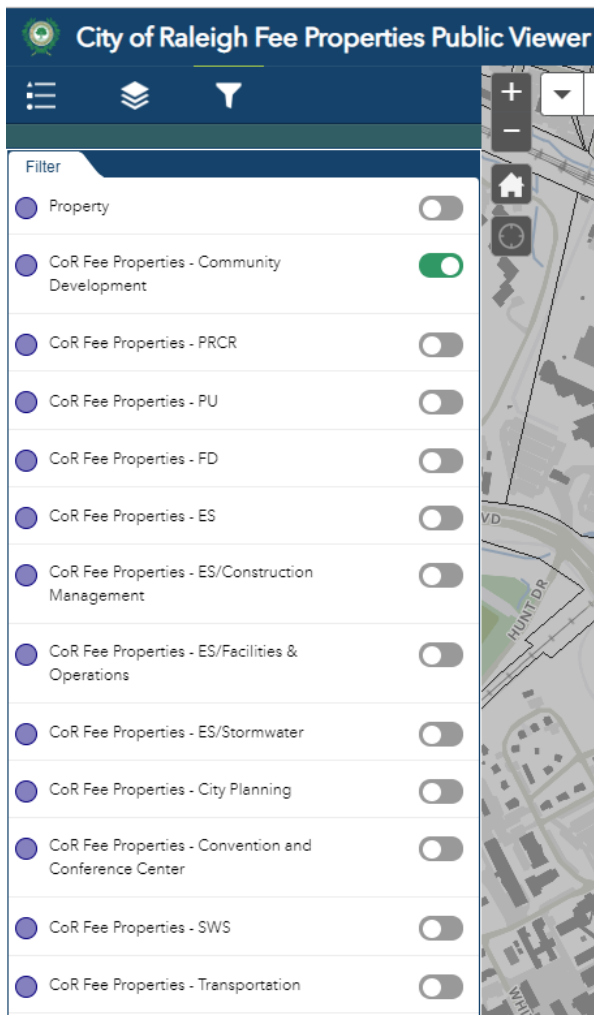 City of Raleigh Fee Properties Public Viewer
+
−
Filter
Property
CoR Fee Properties - Community
Development
CoR Fee Properties - PRCR
CoR Fee Properties - PU
CoR Fee Properties - FD
CoR Fee Properties - ES
VD
CoR Fee Properties - ES/Construction
Management
HUNT DR
CoR Fee Properties - ES/Facilities &
Operations
CoR Fee Properties - ES/Stormwater
CoR Fee Properties - City Planning
CoR Fee Properties - Convention and
Conference Center
CoR Fee Properties - SWS
CoR Fee Properties - Transportation
WHI